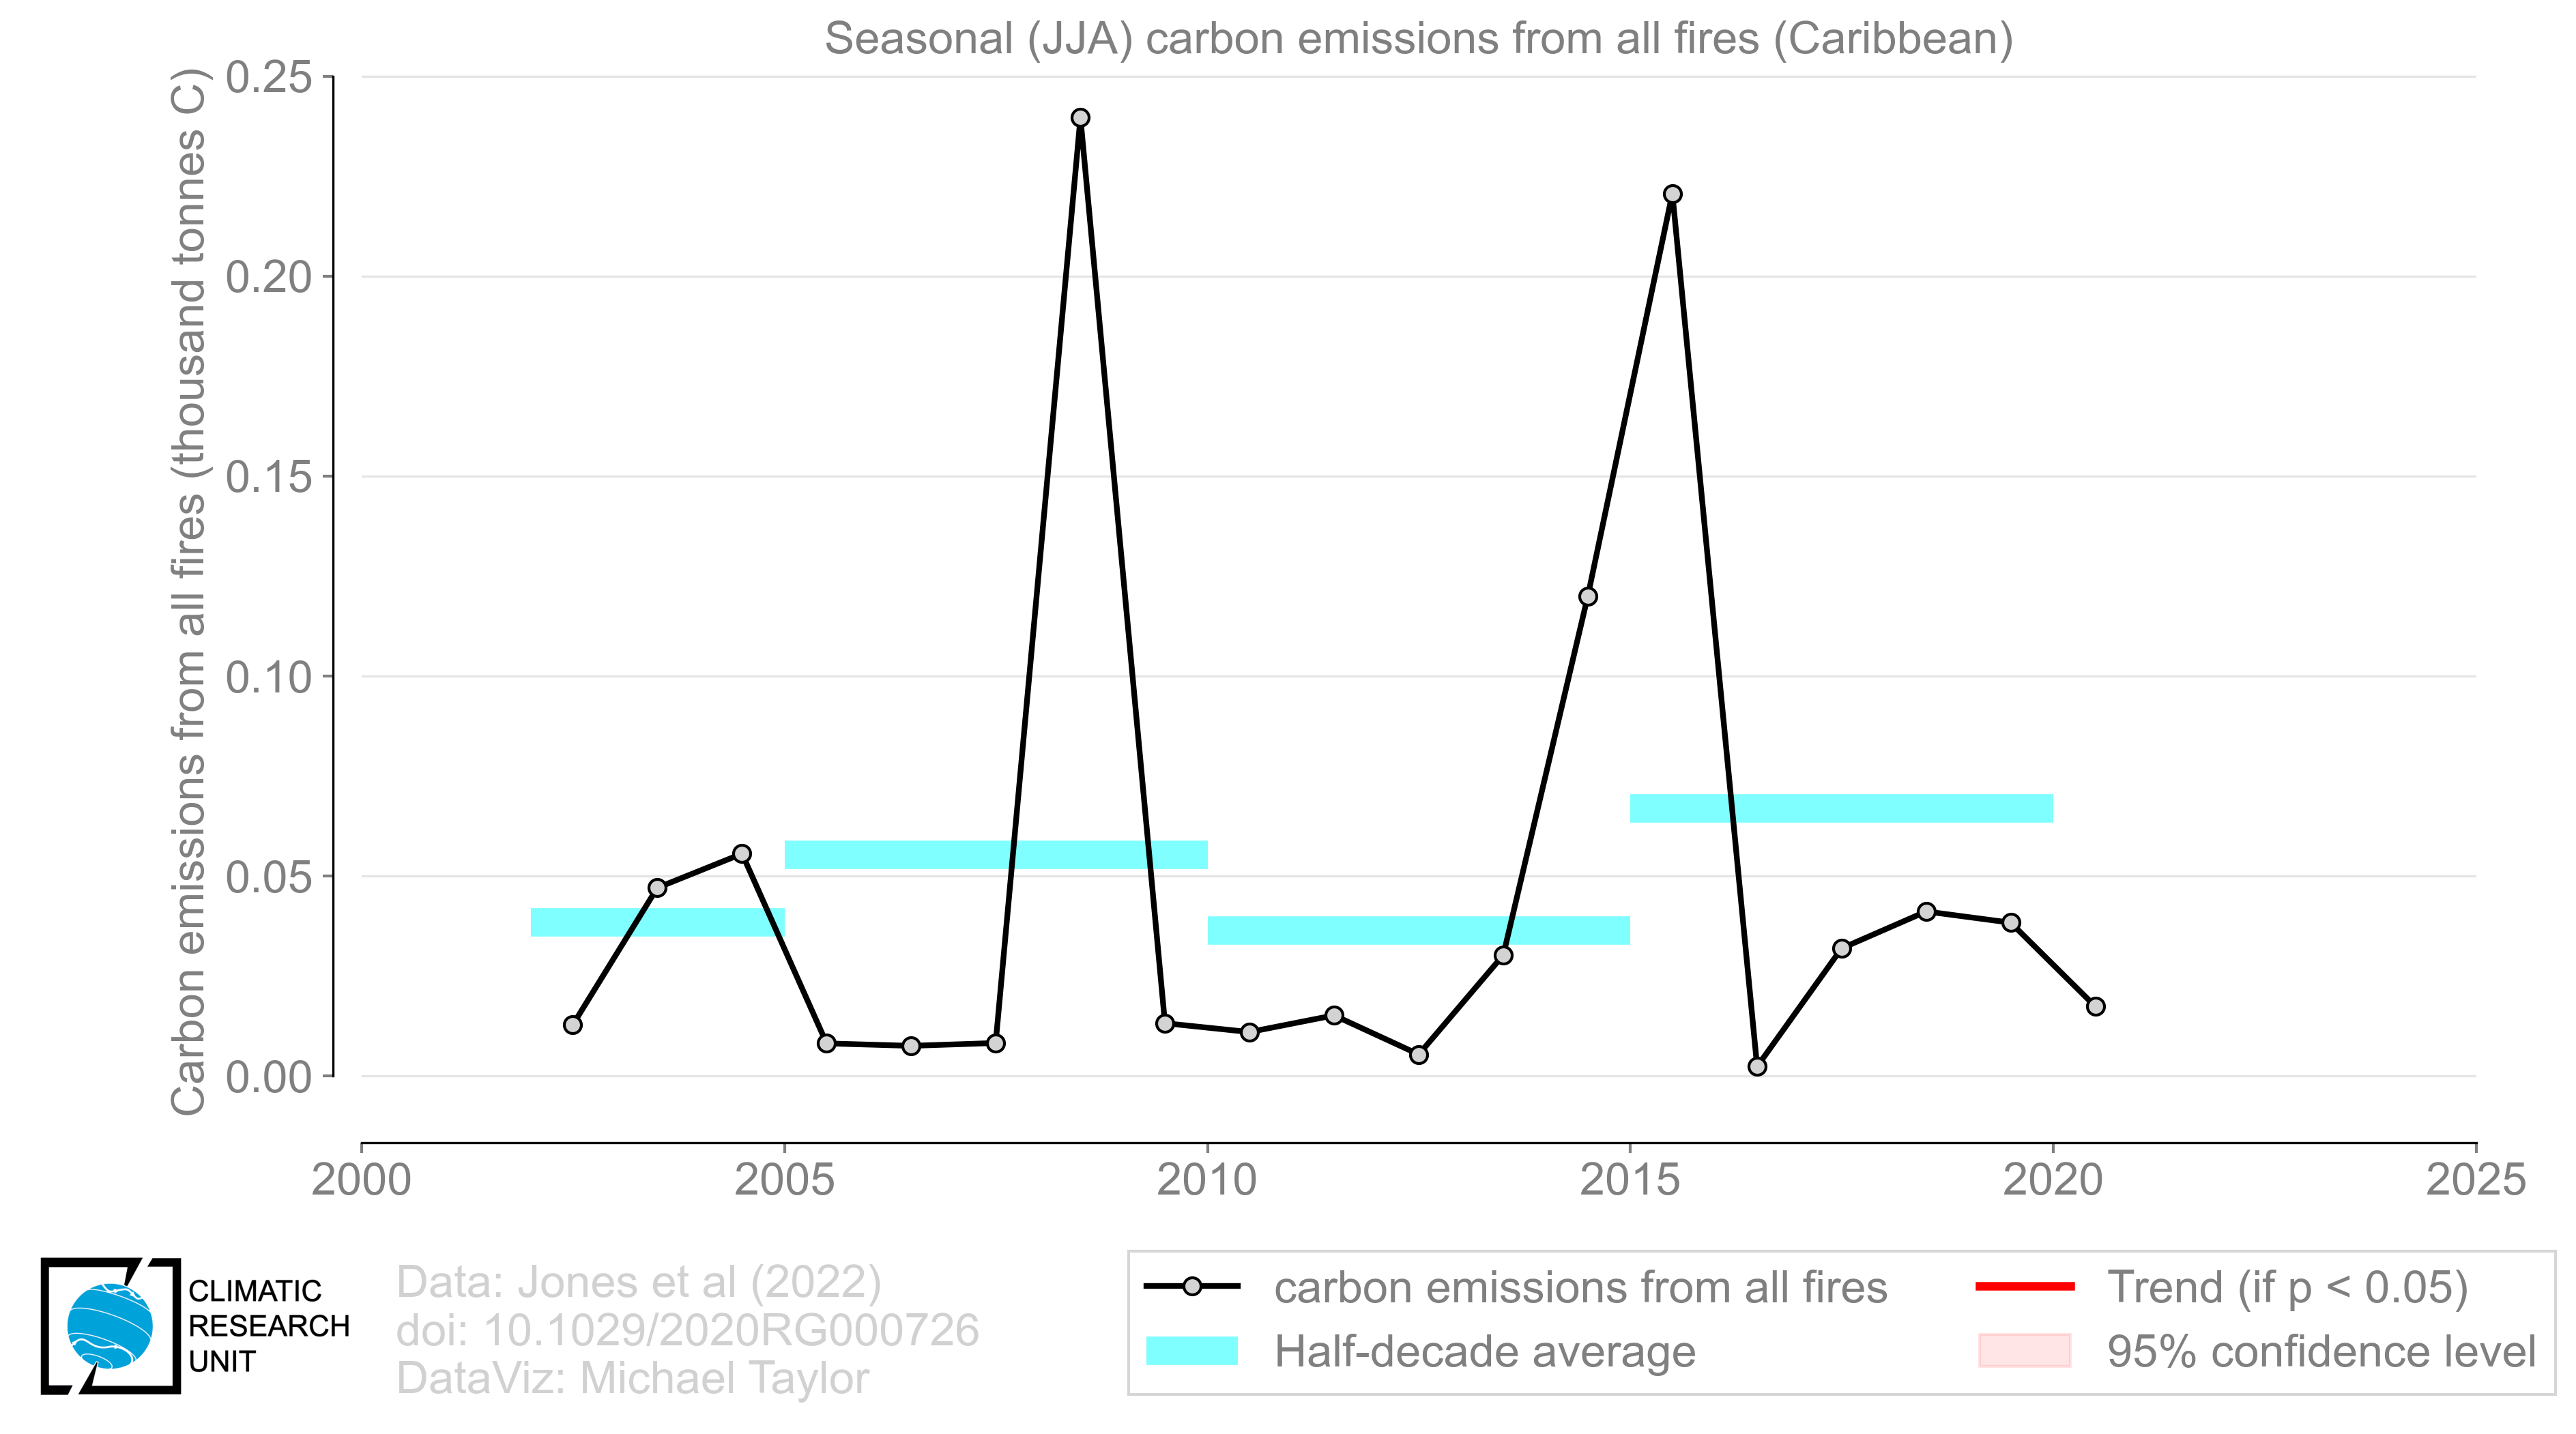 Seasonal (JJA) carbon emissions from all fires (Caribbean)
Carbon emissions from all fires (thousand tonnes C)
0.25
0.20
0.15
0.10
0.05
0.00
2000 2005 2010 2015 2020 2025
CLIMATIC
RESEARCH
UNIT
Data: Jones et al (2022)
doi: 10.1029/2020RG000726
DataViz: Michael Taylor
carbon emissions from all fires
Half-decade average
Trend (if p < 0.05)
95% confidence level